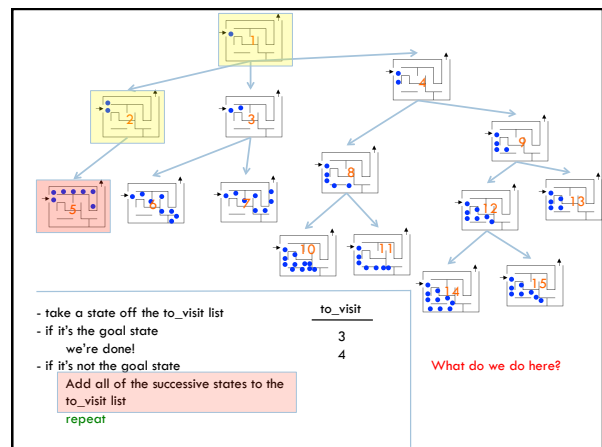 1
2
3
4
5
6
7
8
9
10
11
12
13
14
15
- take a state off the to_visit list
- if it's the goal state
we're done!
- if it's not the goal state
Add all of the successive states to the
to_visit list
repeat
to_visit
3
4
What do we do here?